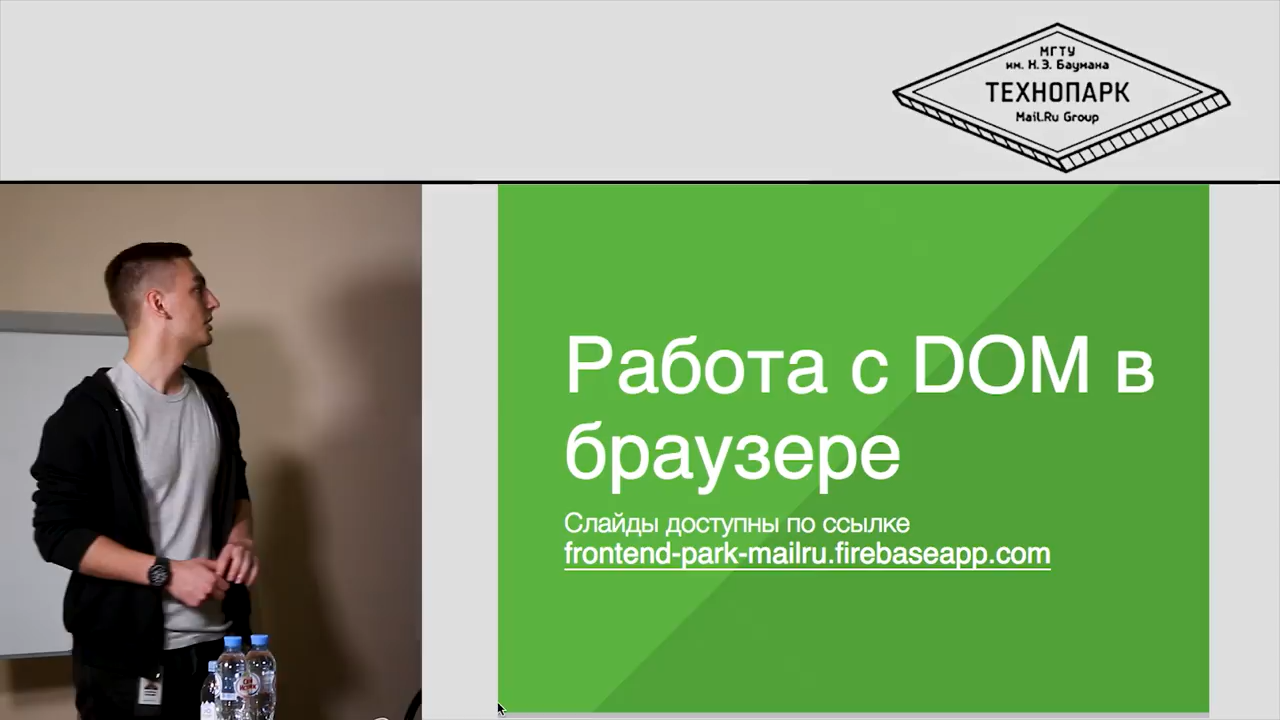 МГТУ
им. Н.Э. Баумана
ТЕХНОПАРК
Mail.Ru Group
Работа с DOM в
браузере
Слайды доступны по ссылке
frontend-park-mailru.firebaseapp.com